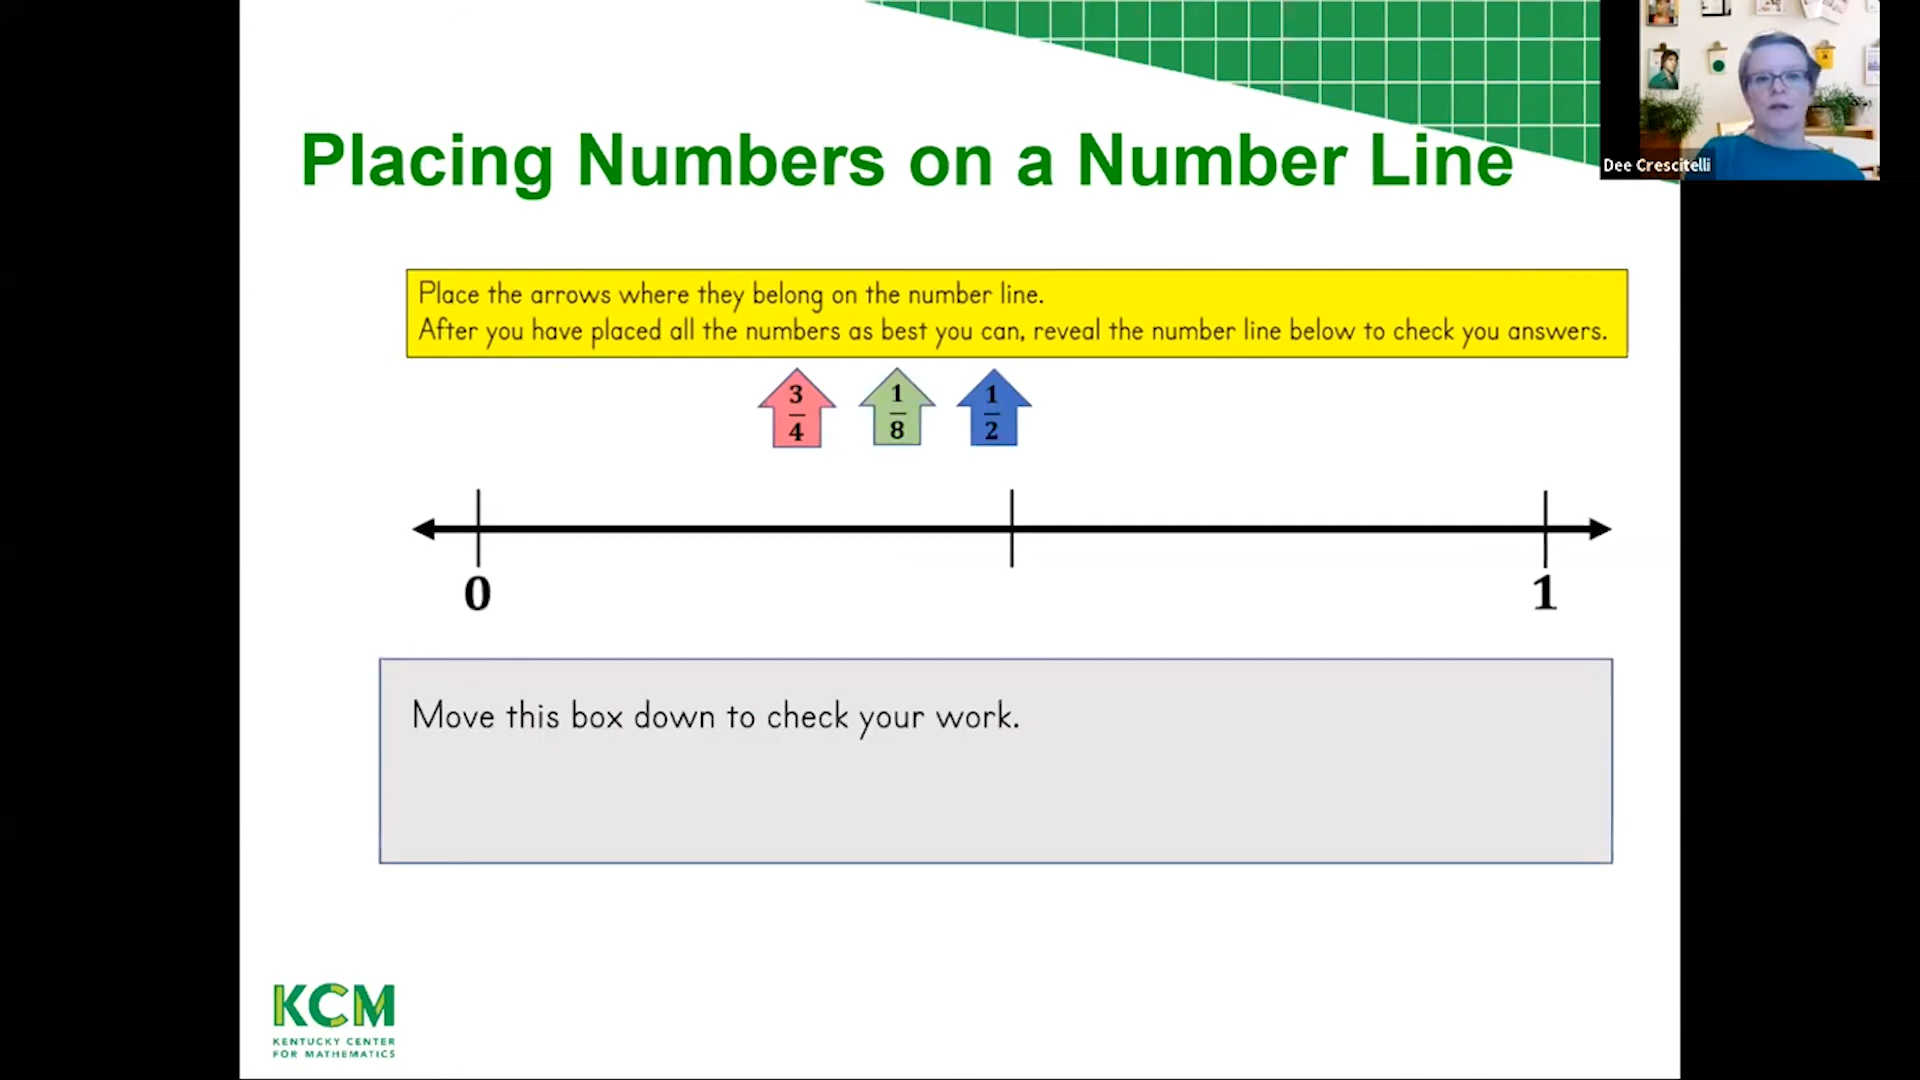 Placing Numbers on a Number Line
Dee Crescitelli
Place the arrows where they belong on the number line.
After you have placed all the numbers as best you can, reveal the number line below to check you answers.
3/4 1/8 1/2
0 1
Move this box down to check your work.
KCM
KENTUCKY CENTER
FOR MATHEMATICS